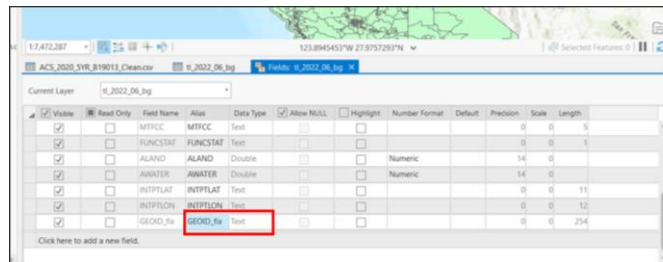 1:7,472,287
123.8945453°W 27.9757293°N
Selected Features: 0
ACS_2020_5YR_B19013_Clean.csv tl_2022_06_bg Fields: tl_2022_06_bg
Current Layer tl_2022_06_bg
Visible Read Only Field Name Alias Data Type Allow NULL Highlight Number Format Default Precision Scale Length
MTFCC MTFCC Text 0 0 5
FUNCSTAT FUNCSTAT Text 0 0 1
ALAND ALAND Double Numeric 14 0
AWATER AWATER Double Numeric 14 0
INTPTLAT INTPTLAT Text 0 0 11
INTPTLON INTPTLON Text 0 0 12
GEOID_fix GEOID_fix Text 0 0 254
Click here to add a new field.